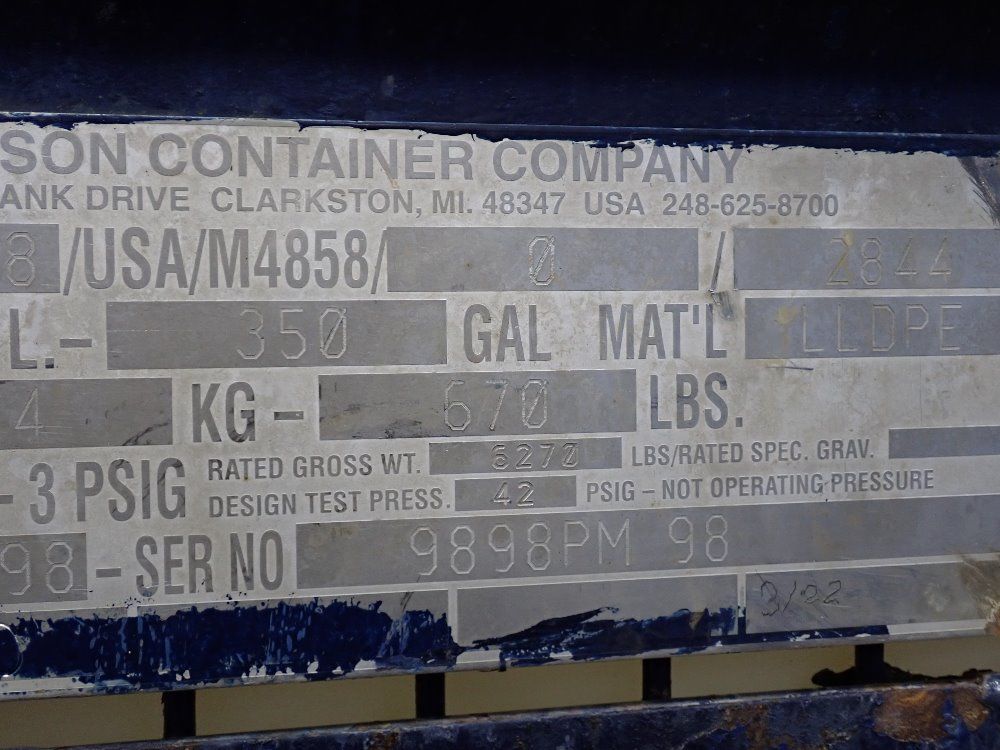 SON CONTAINER COMPANY
ANK DRIVE CLARKSTON, MI. 48347 USA 248-625-8700
8 /USA/M4858/ 0 / 2844
L.- 350 GAL MAT'L LLDPE
4 KG - 670 LBS.
- 3 PSIG RATED GROSS WT. 6270 LBS/RATED SPEC. GRAV.
DESIGN TEST PRESS. 42 PSIG - NOT OPERATING PRESSURE
98 - SER NO 9898PM 98
3/22